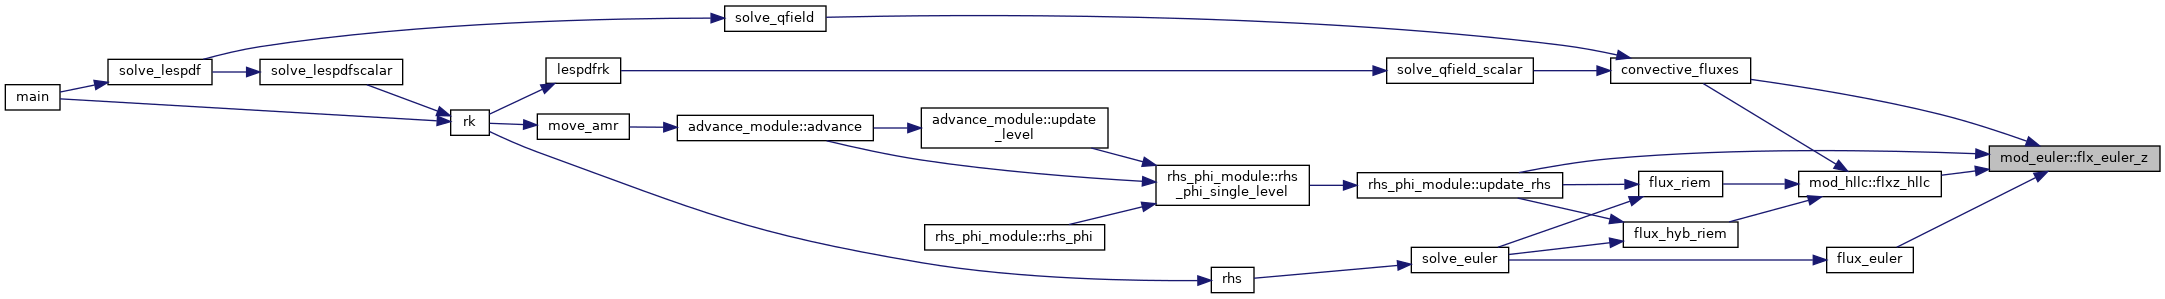 solve_qfield
solve_lespdf
solve_lespdfscalar
lespdfrk
solve_qfield_scalar
convective_fluxes
main
rk
move_amr
advance_module::advance
advance_module::update
_level
mod_euler::flx_euler_z
rhs_phi_module::rhs
_phi_single_level
rhs_phi_module::update_rhs
flux_riem
mod_hllc::flxz_hllc
rhs_phi_module::rhs_phi
flux_hyb_riem
solve_euler
flux_euler
rhs